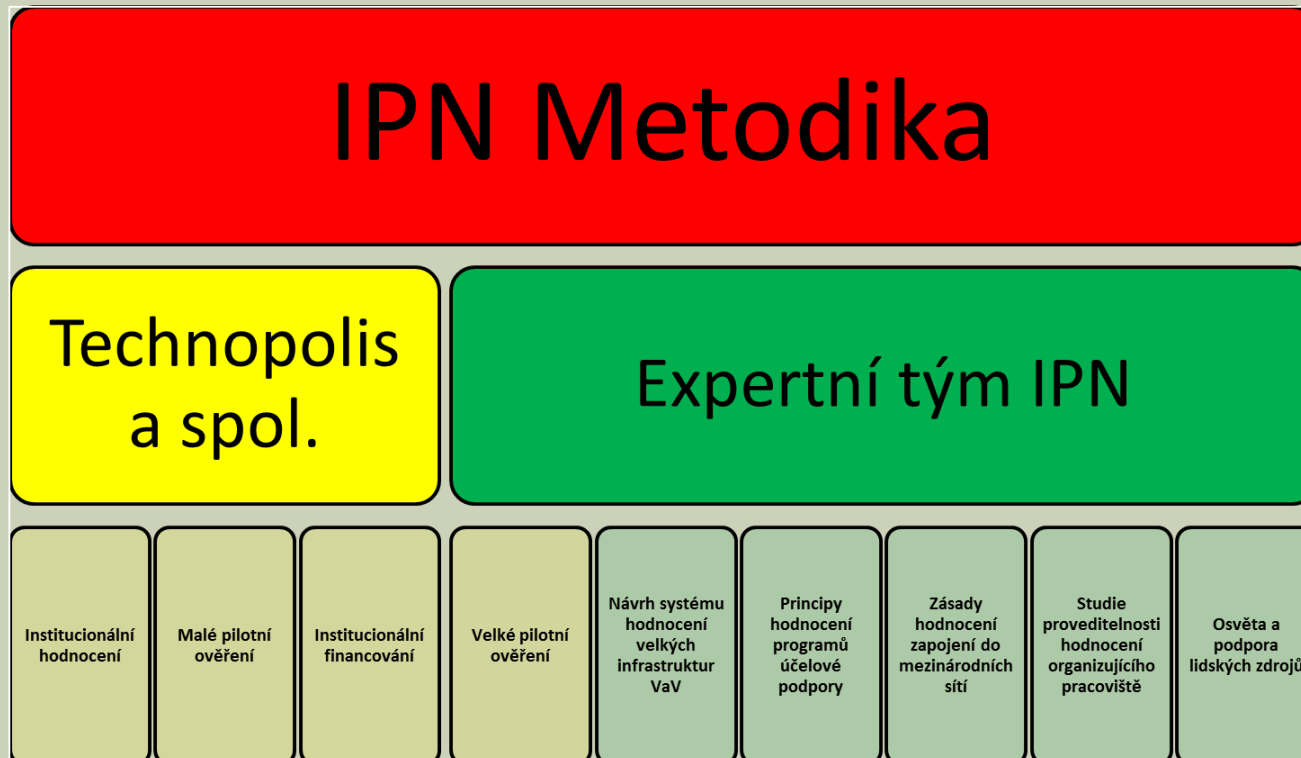 IPN Metodika
Technopolis
a spol.
Expertní tým IPN
Institucionální
hodnocení
Malé pilotní
ověření
Institucionální
financování
Velké pilotní
ověření
Návrh systému
hodnocení
velkých
infrastruktur
VaV
Principy
hodnocení
programů
účelové
podpory
Zásady
hodnocení
zapojení do
mezinárodních
sítí
Studie
proveditelnosti
hodnocení
organizujícího
pracoviště
Osvěta a
podpora
lidských zdrojů